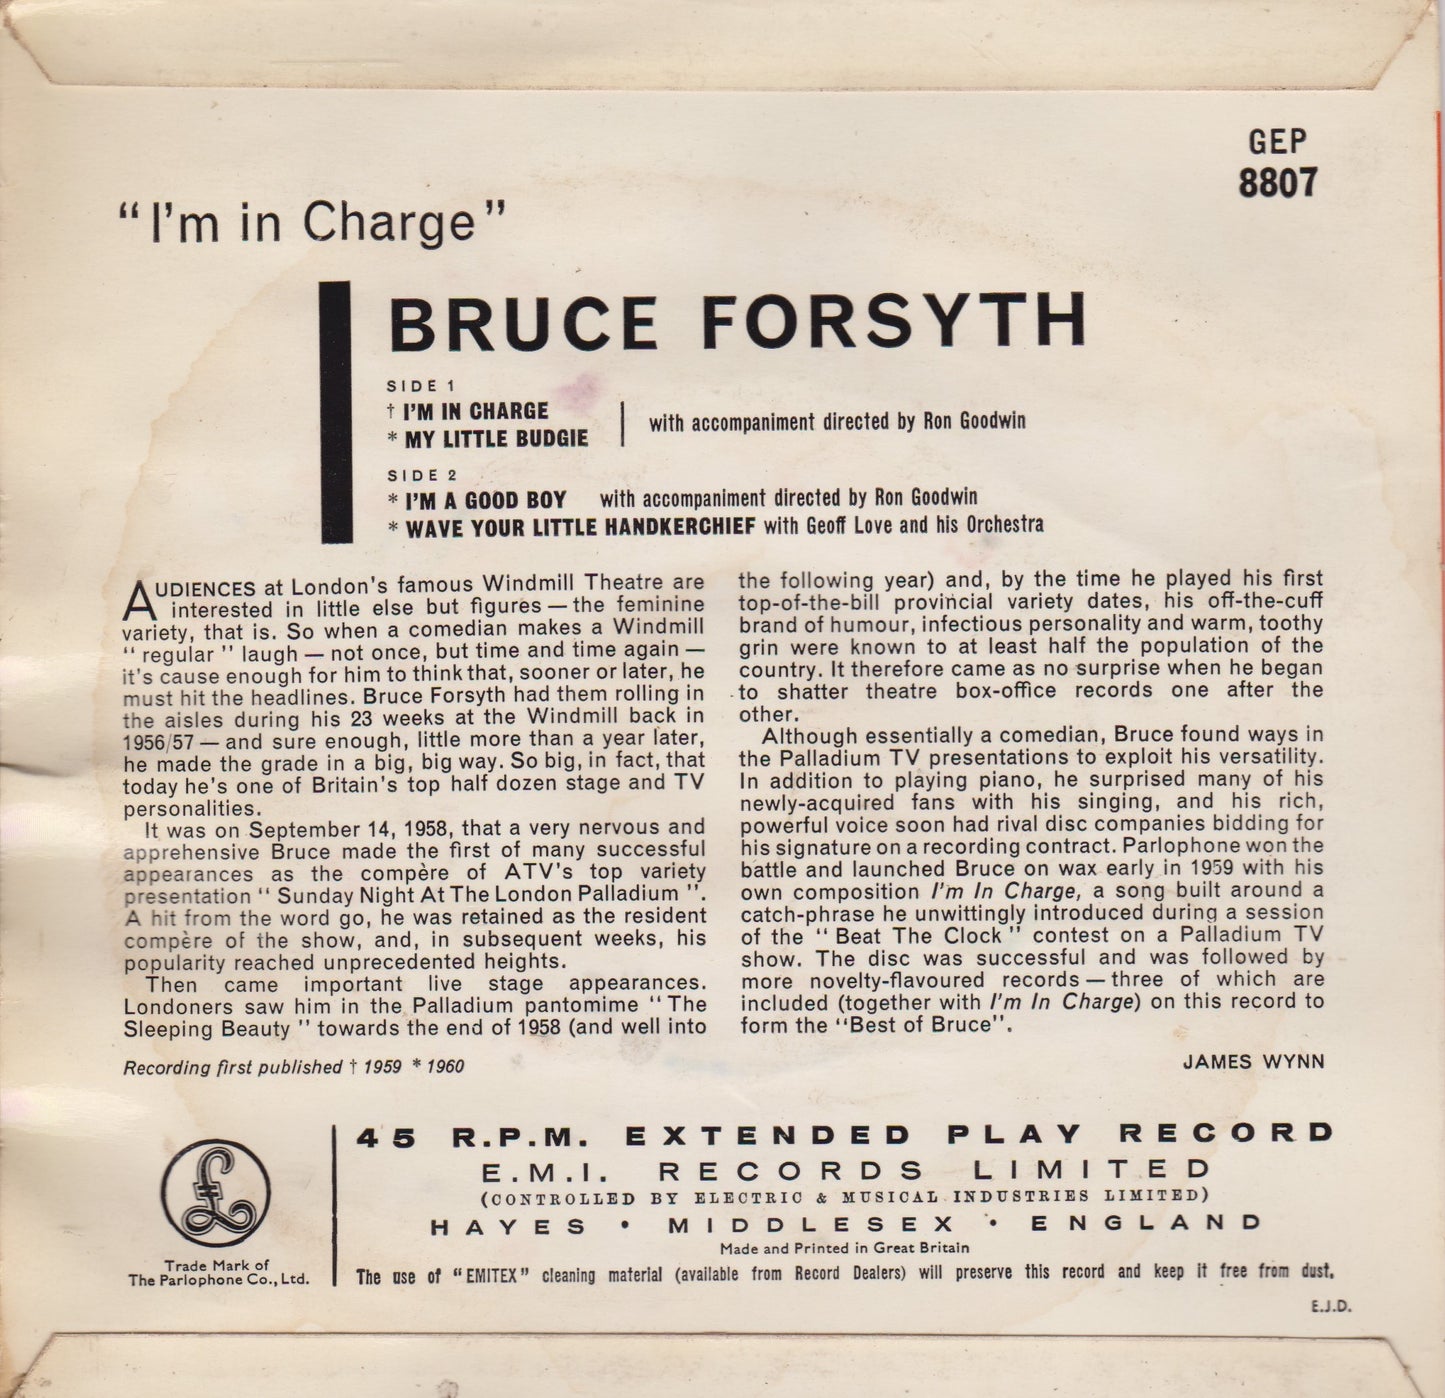 GEP
8807
“I’m in Charge”
BRUCE FORSYTH
SIDE 1
† I’M IN CHARGE
* MY LITTLE BUDGIE
with accompaniment directed by Ron Goodwin
SIDE 2
* I’M A GOOD BOY with accompaniment directed by Ron Goodwin
* WAVE YOUR LITTLE HANDKERCHIEF with Geoff Love and his Orchestra
AUDIENCES at London’s famous Windmill Theatre are
interested in little else but figures — the feminine
variety, that is. So when a comedian makes a Windmill
“ regular ” laugh — not once, but time and time again —
it’s cause enough for him to think that, sooner or later, he
must hit the headlines. Bruce Forsyth had them rolling in
the aisles during his 23 weeks at the Windmill back in
1956/57 — and sure enough, little more than a year later,
he made the grade in a big, big way. So big, in fact, that
today he’s one of Britain’s top half dozen stage and TV
personalities.
It was on September 14, 1958, that a very nervous and
apprehensive Bruce made the first of many successful
appearances as the compère of ATV’s top variety
presentation “ Sunday Night At The London Palladium ”.
A hit from the word go, he was retained as the resident
compère of the show, and, in subsequent weeks, his
popularity reached unprecedented heights.
Then came important live stage appearances.
Londoners saw him in the Palladium pantomime “ The
Sleeping Beauty ” towards the end of 1958 (and well into
the following year) and, by the time he played his first
top-of-the-bill provincial variety dates, his off-the-cuff
brand of humour, infectious personality and warm, toothy
grin were known to at least half the population of the
country. It therefore came as no surprise when he began
to shatter theatre box-office records one after the
other.
Although essentially a comedian, Bruce found ways in
the Palladium TV presentations to exploit his versatility.
In addition to playing piano, he surprised many of his
newly-acquired fans with his singing, and his rich,
powerful voice soon had rival disc companies bidding for
his signature on a recording contract. Parlophone won the
battle and launched Bruce on wax early in 1959 with his
own composition I’m In Charge, a song built around a
catch-phrase he unwittingly introduced during a session
of the “ Beat The Clock ” contest on a Palladium TV
show. The disc was successful and was followed by
more novelty-flavoured records — three of which are
included (together with I’m In Charge) on this record to
form the “Best of Bruce”.
JAMES WYNN
Recording first published † 1959 * 1960
£
Trade Mark of
The Parlophone Co., Ltd.
45 R.P.M. EXTENDED PLAY RECORD
E.M.I. RECORDS LIMITED
(CONTROLLED BY ELECTRIC & MUSICAL INDUSTRIES LIMITED)
HAYES • MIDDLESEX • ENGLAND
Made and Printed in Great Britain
The use of “EMITEX” cleaning material (available from Record Dealers) will preserve this record and keep it free from dust.
E.J.D.